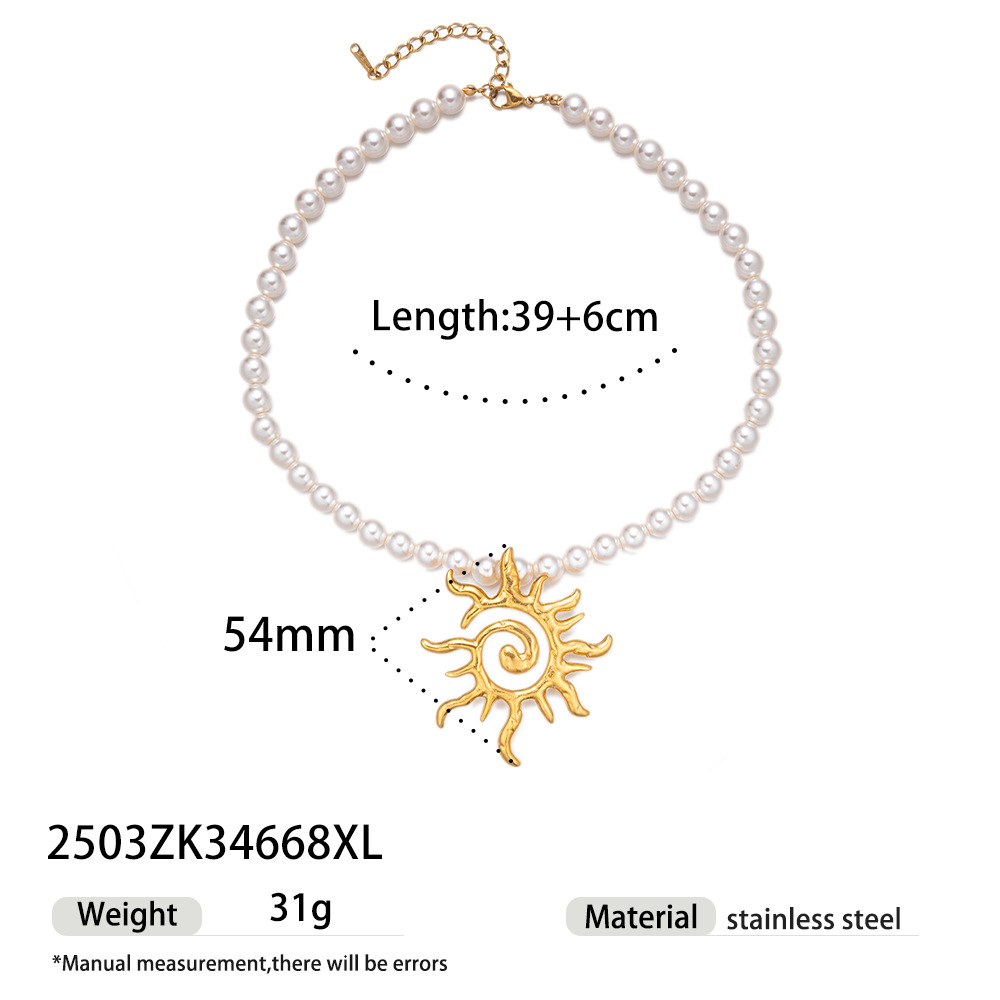 Length:39+6cm
54mm
2503ZK34668XL
Weight 31g
Material stainless steel
*Manual measurement,there will be errors